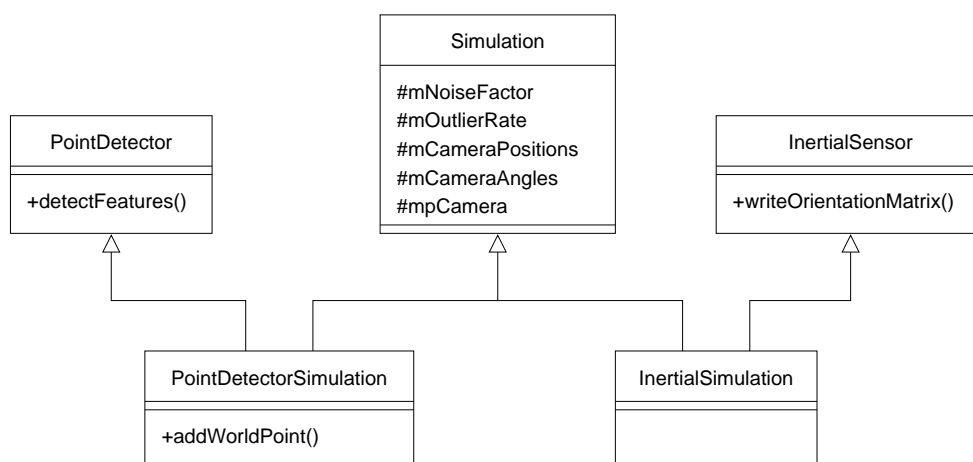 Simulation
#mNoiseFactor
#mOutlierRate
#mCameraPositions
#mCameraAngles
#mpCamera
PointDetector
+detectFeatures()
InertialSensor
+writeOrientationMatrix()
PointDetectorSimulation
+addWorldPoint()
InertialSimulation